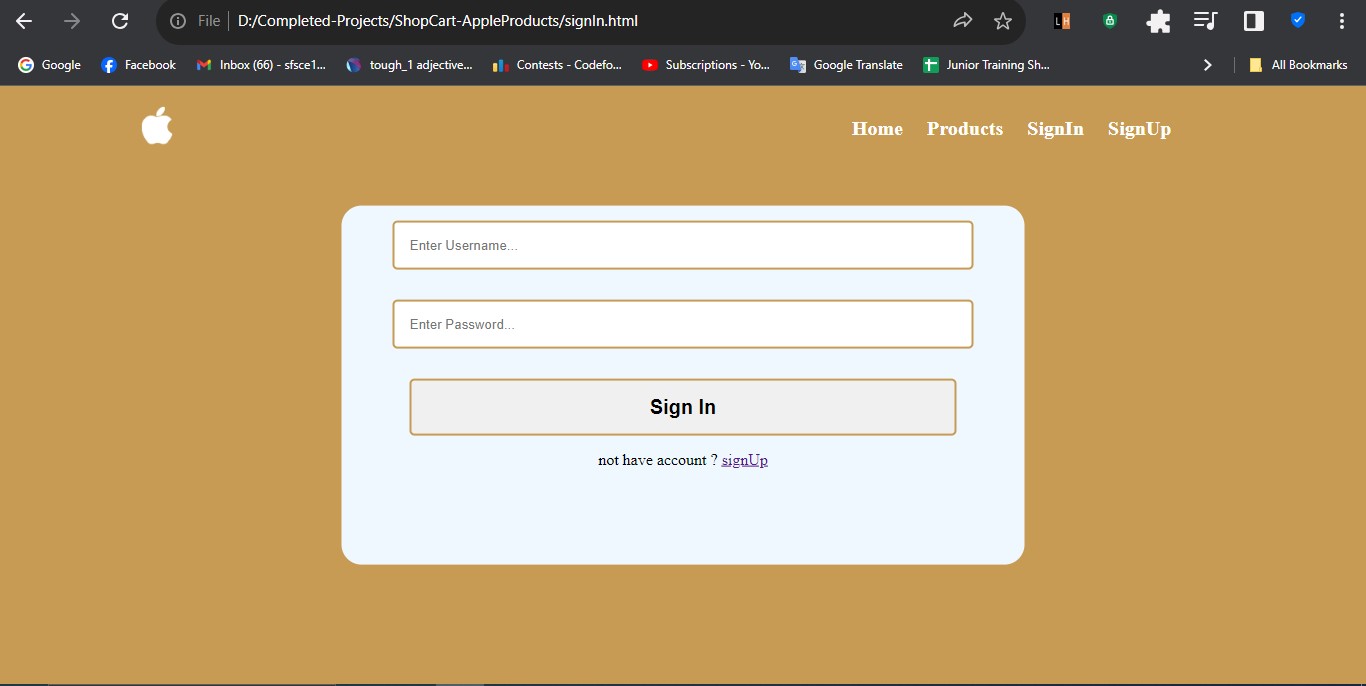 File D:/Completed-Projects/ShopCart-AppleProducts/signIn.html
Google Facebook Inbox (66) - sfsce1... tough_1 adjective... Contests - Codefo... Subscriptions - Yo... Google Translate Junior Training Sh... All Bookmarks
Home Products SignIn SignUp
Enter Username...
Enter Password...
Sign In
not have account ? signUp